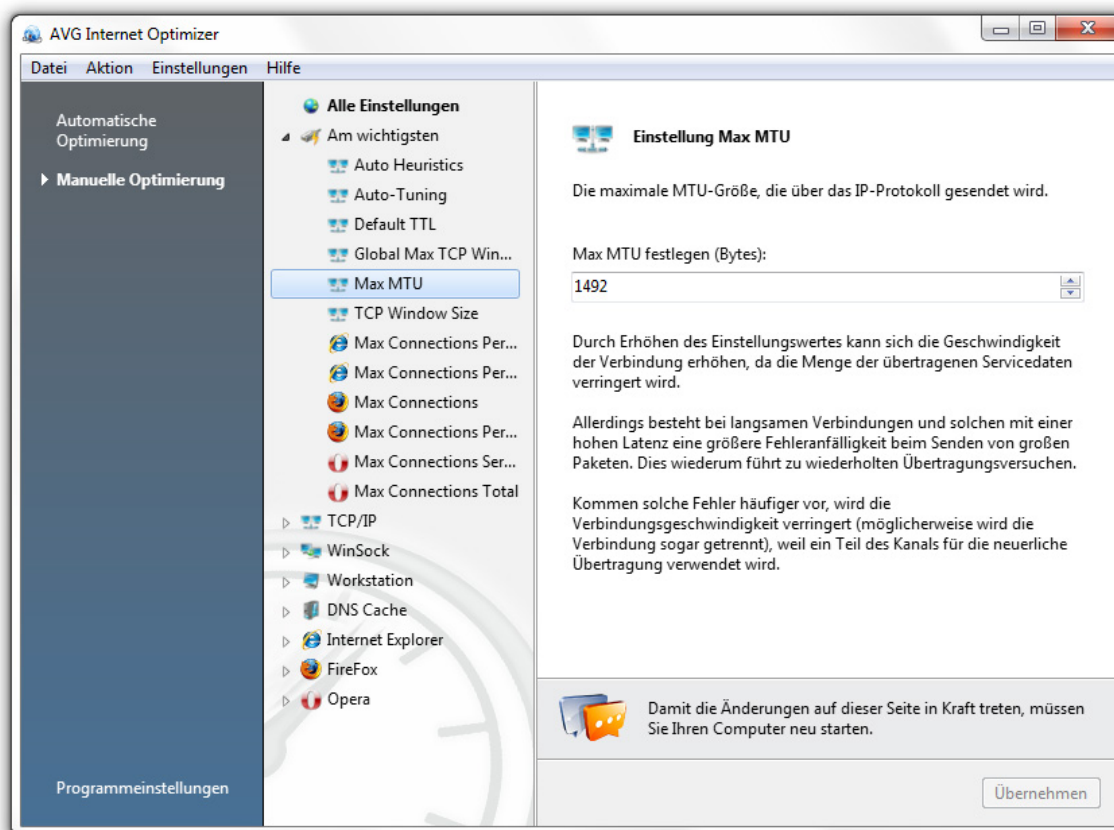 AVG Internet Optimizer
Datei Aktion Einstellungen Hilfe
Automatische
Optimierung
Manuelle Optimierung
Programmeinstellungen
Alle Einstellungen
Am wichtigsten
Auto Heuristics
Auto-Tuning
Default TTL
Global Max TCP Win...
Max MTU
TCP Window Size
Max Connections Per...
Max Connections Per...
Max Connections
Max Connections Per...
Max Connections Ser...
Max Connections Total
TCP/IP
WinSock
Workstation
DNS Cache
Internet Explorer
FireFox
Opera
Einstellung Max MTU
Die maximale MTU-Größe, die über das IP-Protokoll gesendet wird.
Max MTU festlegen (Bytes):
1492
Durch Erhöhen des Einstellungswertes kann sich die Geschwindigkeit
der Verbindung erhöhen, da die Menge der übertragenen Servicedaten
verringert wird.
Allerdings besteht bei langsamen Verbindungen und solchen mit einer
hohen Latenz eine größere Fehleranfälligkeit beim Senden von großen
Paketen. Dies wiederum führt zu wiederholten Übertragungsversuchen.
Kommen solche Fehler häufiger vor, wird die
Verbindungsgeschwindigkeit verringert (möglicherweise wird die
Verbindung sogar getrennt), weil ein Teil des Kanals für die neuerliche
Übertragung verwendet wird.
Damit die Änderungen auf dieser Seite in Kraft treten, müssen
Sie Ihren Computer neu starten.
Übernehmen